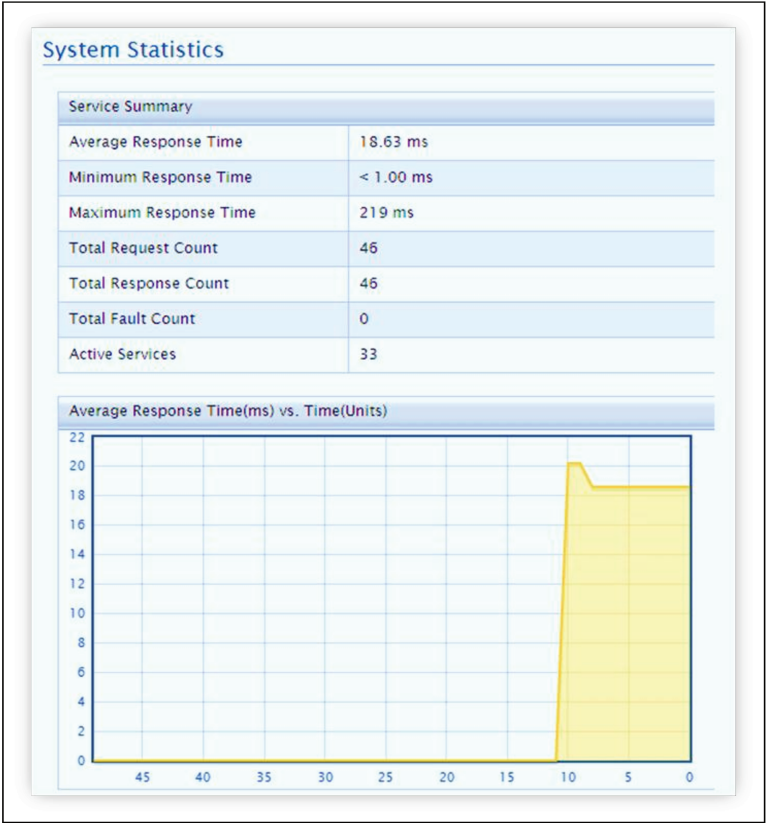 System Statistics
Service Summary
Average Response Time 18.63 ms
Minimum Response Time < 1.00 ms
Maximum Response Time 219 ms
Total Request Count 46
Total Response Count 46
Total Fault Count 0
Active Services 33
Average Response Time(ms) vs. Time(Units)
22
20
18
16
14
12
10
8
6
4
2
0
45 40 35 30 25 20 15 10 5 0